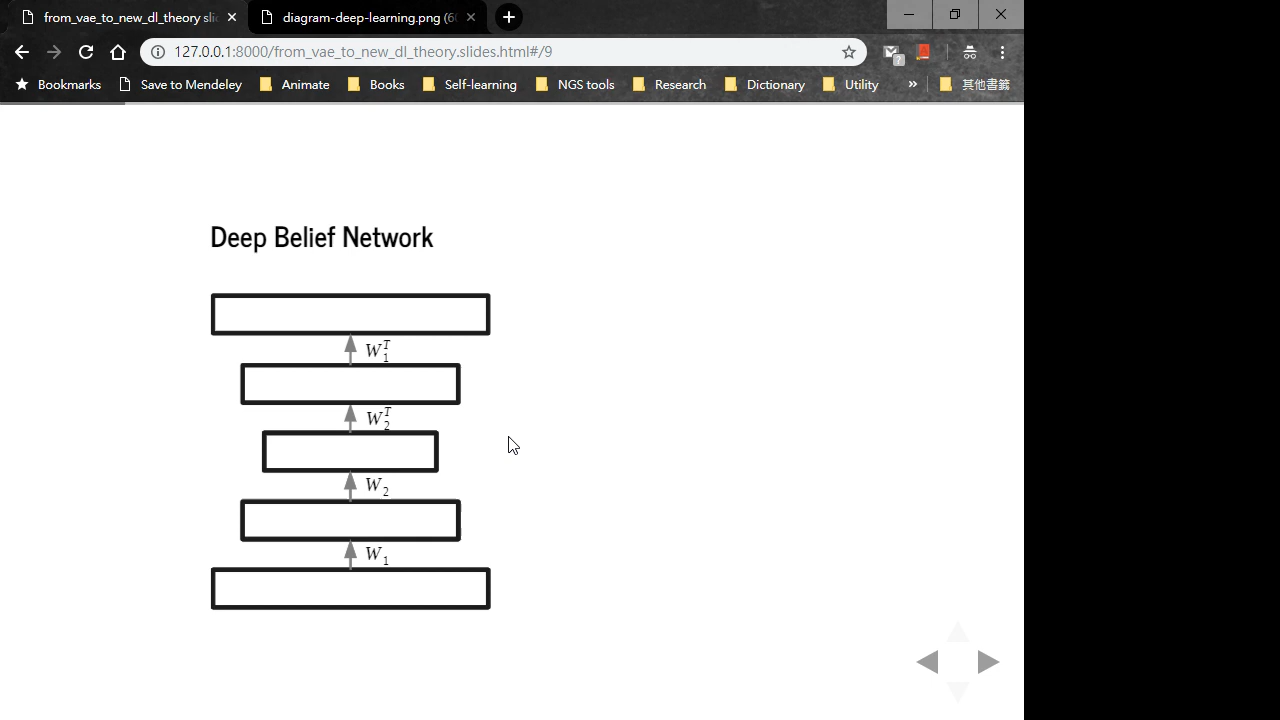 from_vae_to_new_dl_theory slid
diagram-deep-learning.png (6
127.0.0.1:8000/from_vae_to_new_dl_theory.slides.html#/9
Bookmarks Save to Mendeley Animate Books Self-learning NGS tools Research Dictionary Utility » 其他書籤
Deep Belief Network
W₁ᵀ
W₂ᵀ
W₂
W₁